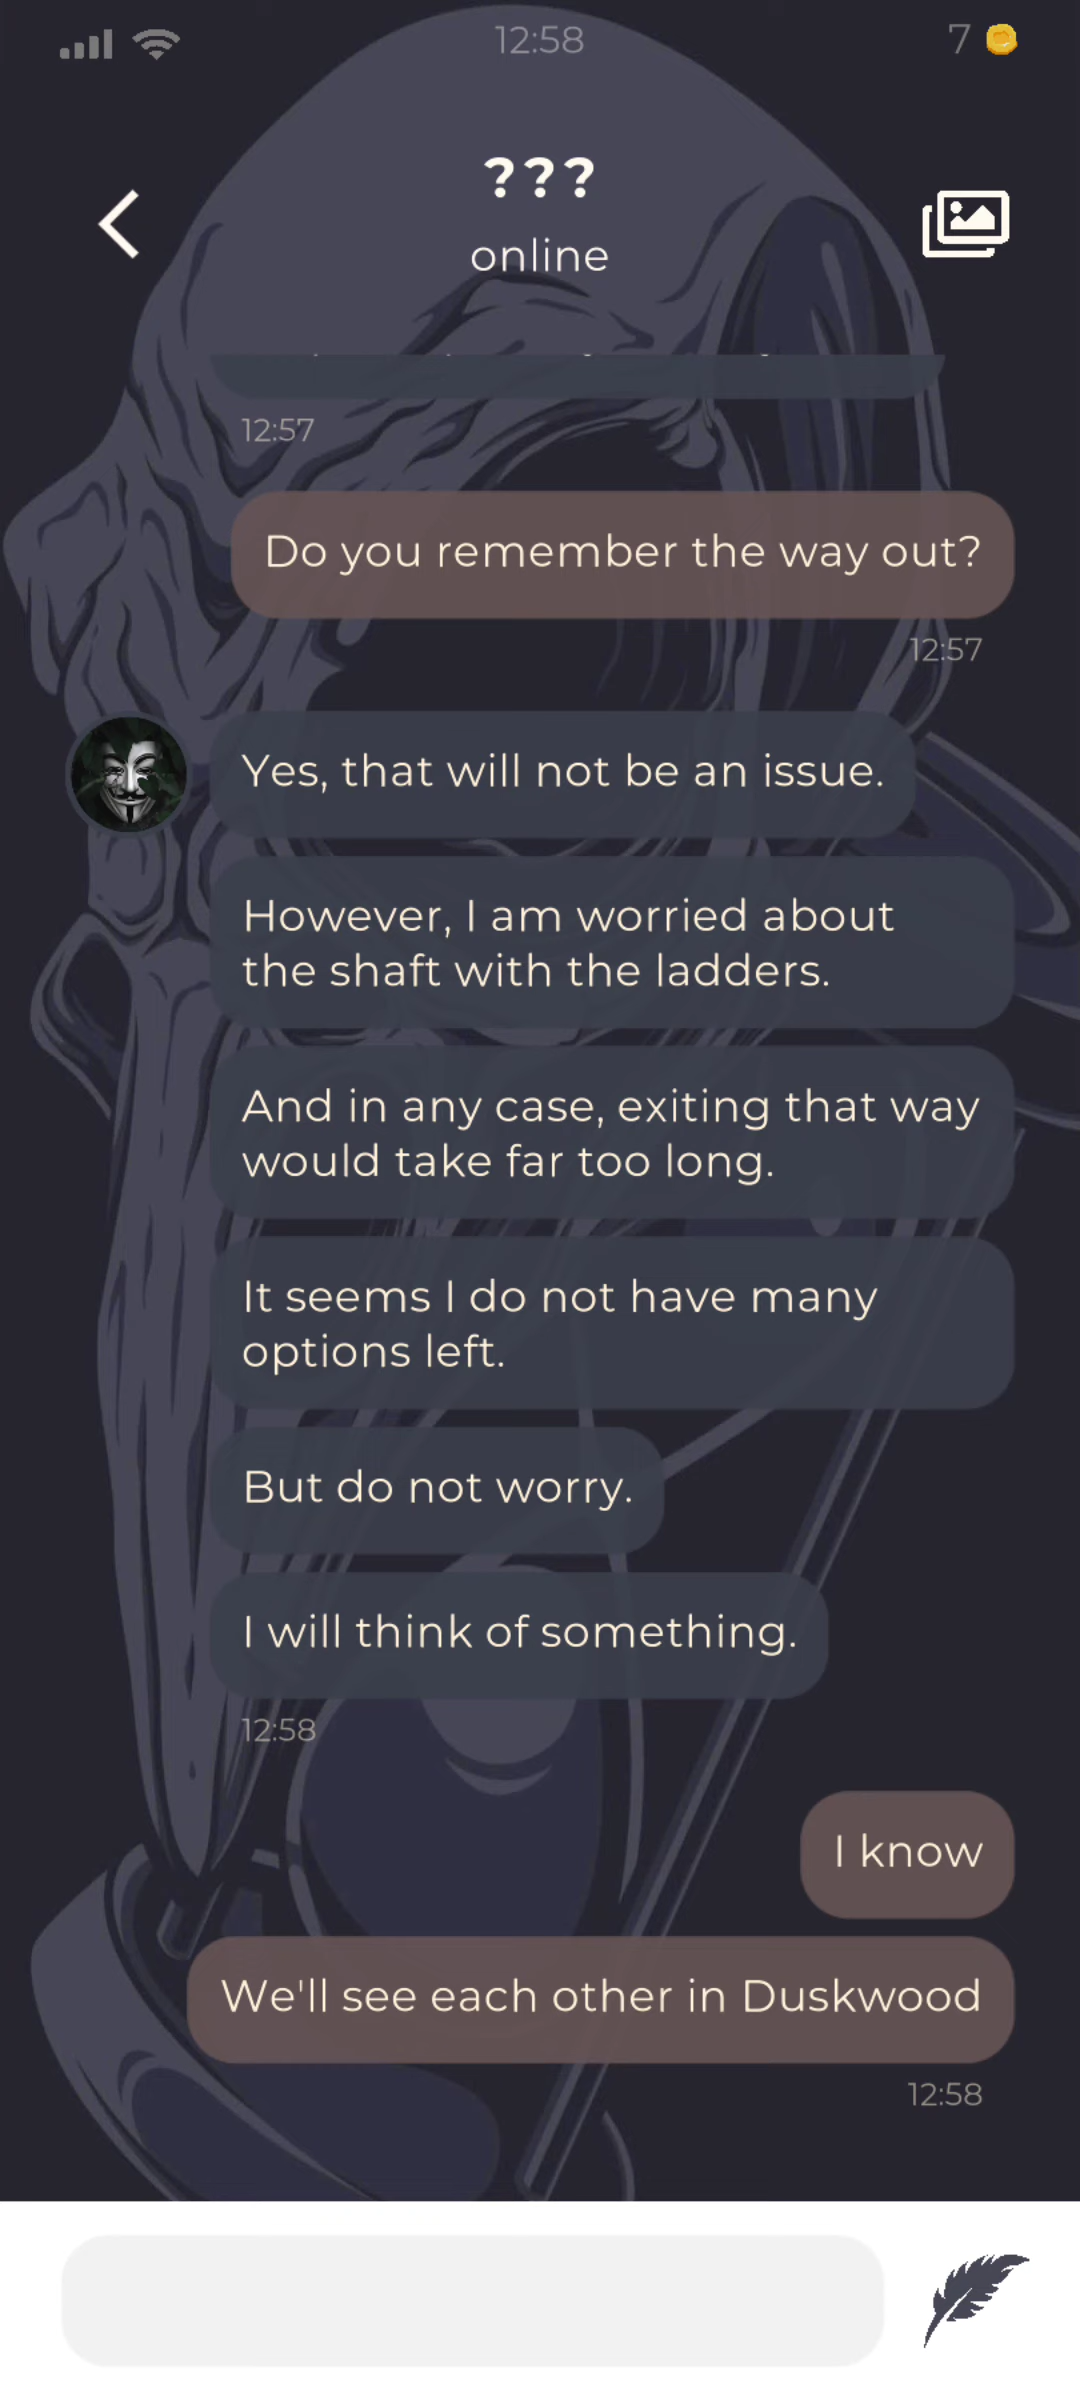 12:58
7
???
online
12:57
Do you remember the way out?
12:57
Yes, that will not be an issue.
However, I am worried about
the shaft with the ladders.
And in any case, exiting that way
would take far too long.
It seems I do not have many
options left.
But do not worry.
I will think of something.
12:58
I know
We'll see each other in Duskwood
12:58